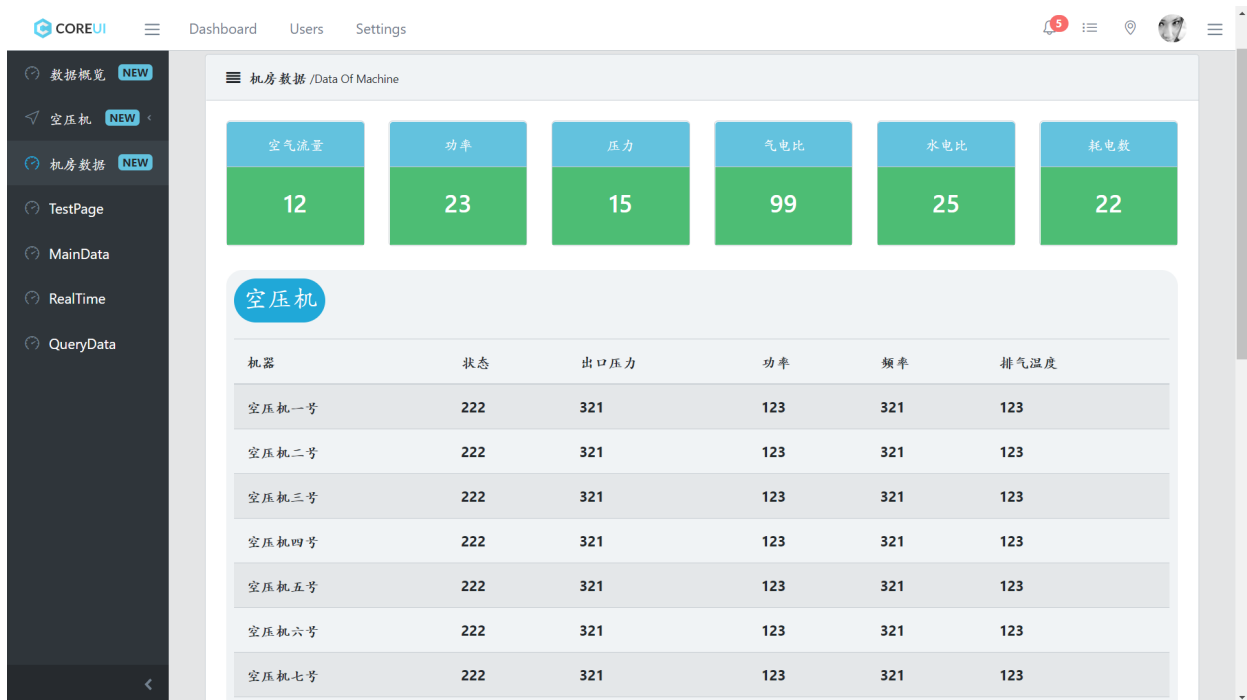 COREUI
Dashboard Users Settings
5
数据概览 NEW
空压机 NEW
机房数据 NEW
TestPage
MainData
RealTime
QueryData
机房数据 /Data Of Machine
空气流量 功率 压力 气电比 水电比 耗电数
12 23 15 99 25 22
空压机
机器 状态 出口压力 功率 频率 排气温度
空压机一号 222 321 123 321 123
空压机二号 222 321 123 321 123
空压机三号 222 321 123 321 123
空压机四号 222 321 123 321 123
空压机五号 222 321 123 321 123
空压机六号 222 321 123 321 123
空压机七号 222 321 123 321 123